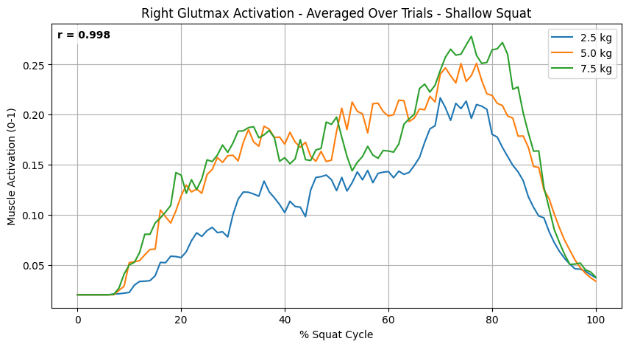 Right Glutmax Activation - Averaged Over Trials - Shallow Squat
r = 0.998
2.5 kg
5.0 kg
7.5 kg
Muscle Activation (0-1)
0.25
0.20
0.15
0.10
0.05
0 20 40 60 80 100
% Squat Cycle